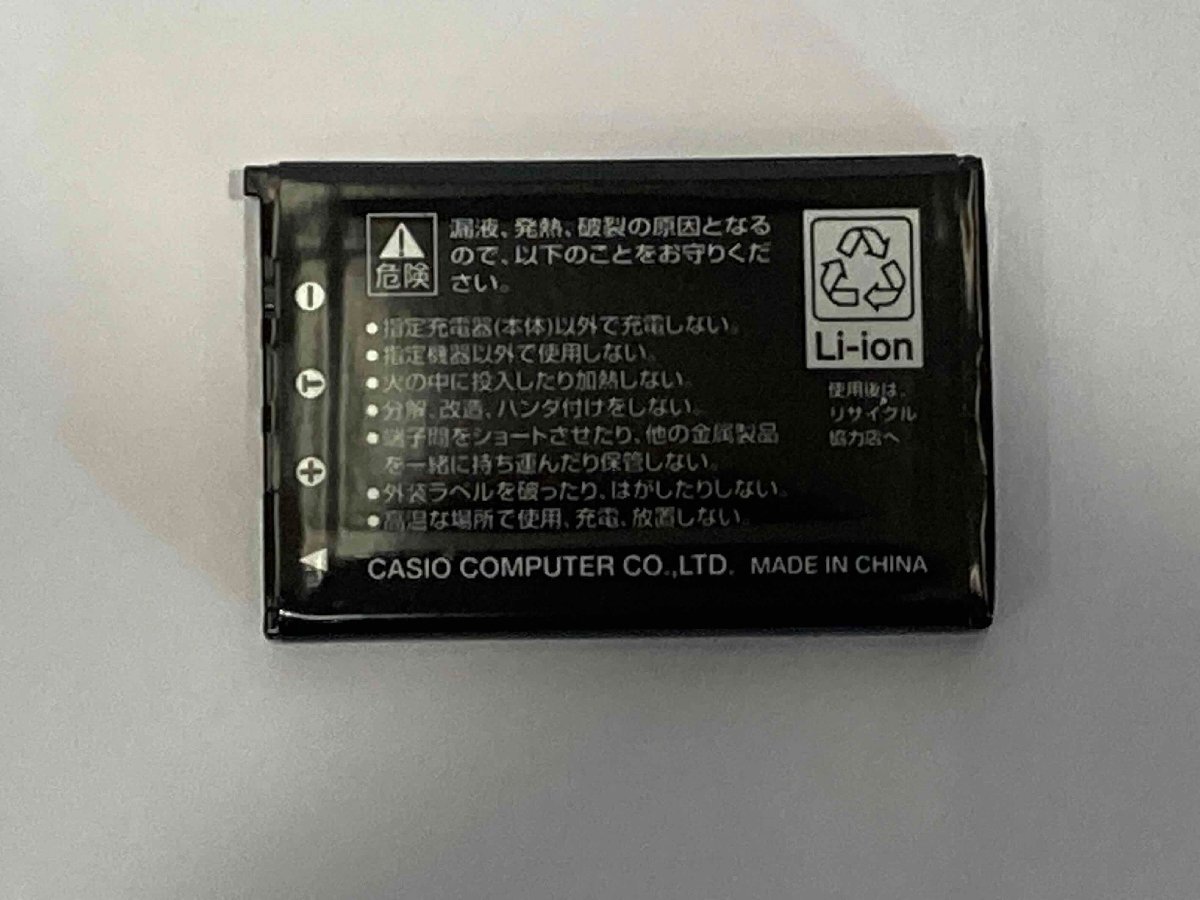 危険
漏液、発熱、破裂の原因となる
ので、以下のことをお守りくだ
さい。
●指定充電器(本体)以外で充電しない。
●指定機器以外で使用しない。
●火の中に投入したり加熱しない。
●分解、改造、ハンダ付けをしない。
●端子間をショートさせたり、他の金属製品
を一緒に持ち運んだり保管しない。
●外装ラベルを破ったり、はがしたりしない。
●高温な場所で使用、充電、放置しない。
Li-ion
使用後は、
リサイクル
協力店へ
−
T
+
CASIO COMPUTER CO.,LTD. MADE IN CHINA